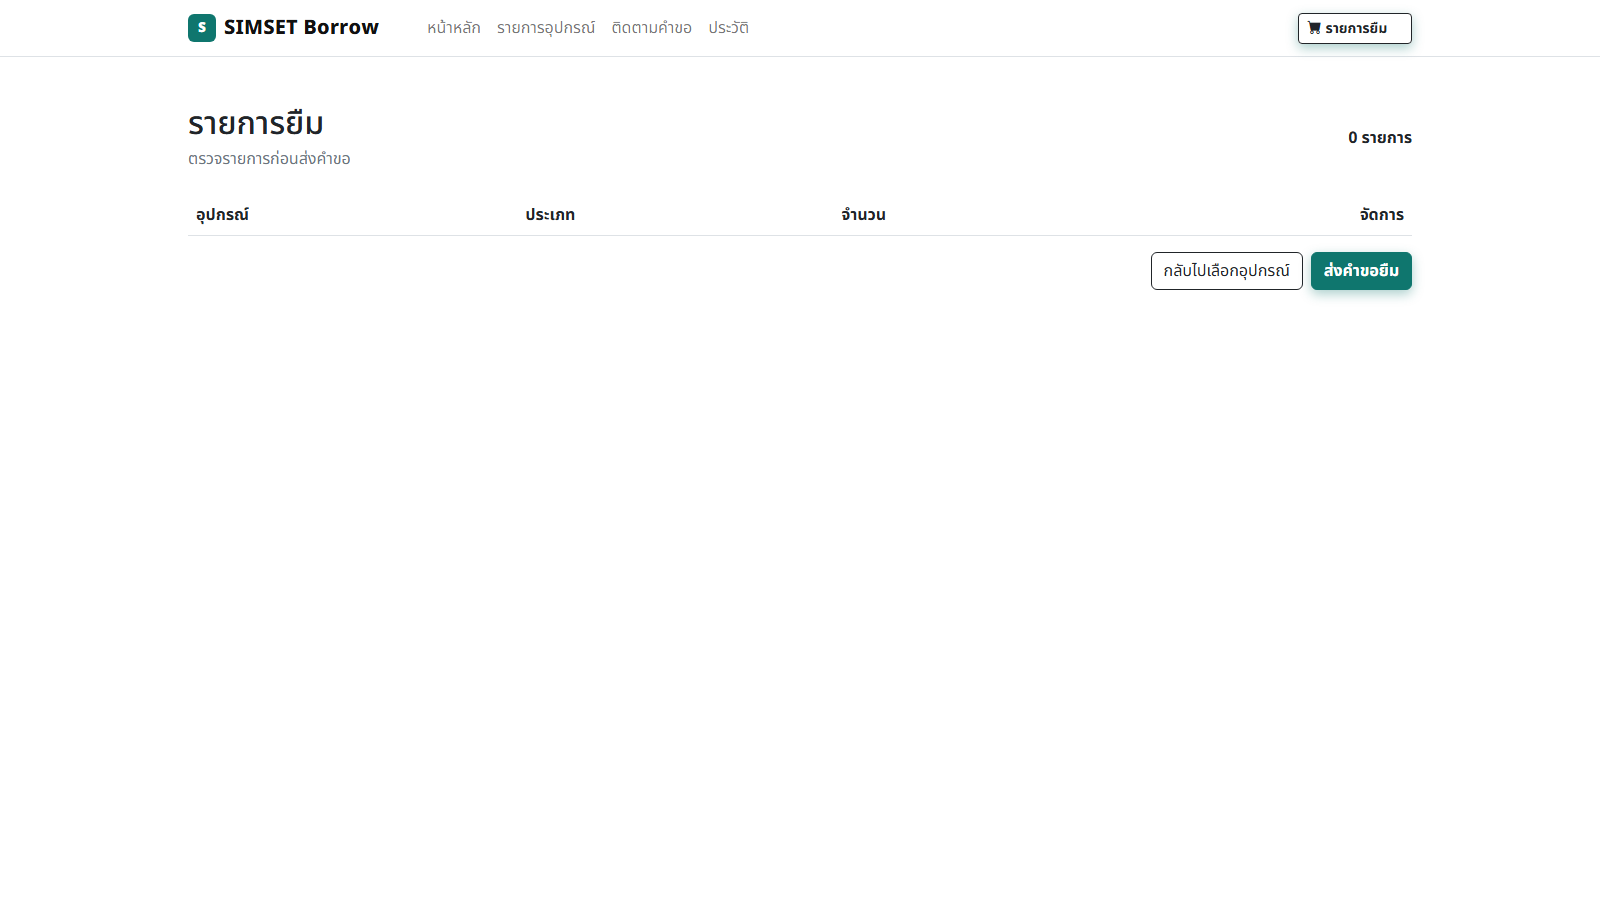 S SIMSET Borrow หน้าหลัก รายการอุปกรณ์ ติดตามคำขอ ประวัติ รายการยืม
รายการยืม
0 รายการ
ตรวจรายการก่อนส่งคำขอ
อุปกรณ์ ประเภท จำนวน จัดการ
กลับไปเลือกอุปกรณ์ ส่งคำขอยืม